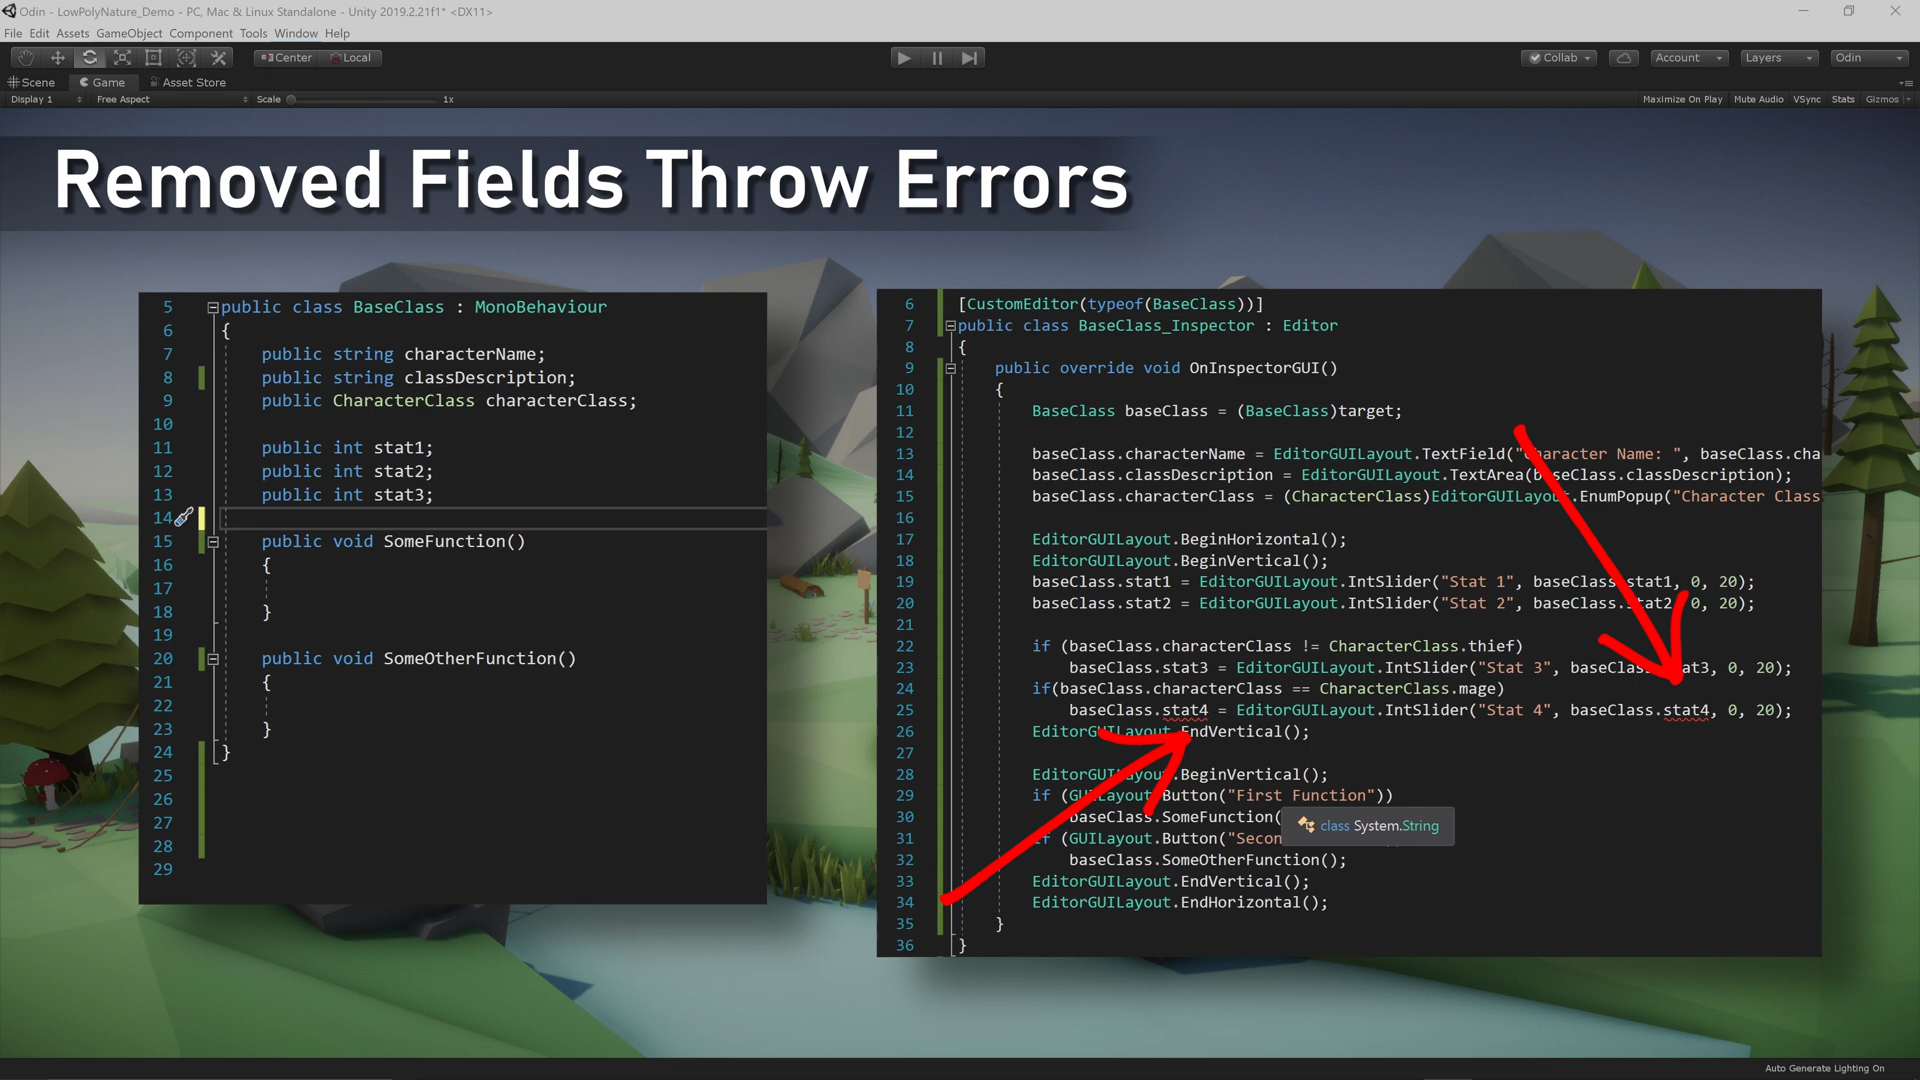 Odin - LowPolyNature_Demo - PC, Mac & Linux Standalone - Unity 2019.2.21f1* <DX11>
File Edit Assets GameObject Component Tools Window Help
Center Local Collab Account Layers Odin
Scene Game Asset Store
Display 1 Free Aspect Scale 1x Maximize On Play Mute Audio VSync Stats Gizmos
Removed Fields Throw Errors
5 public class BaseClass : MonoBehaviour
6 {
7 public string characterName;
8 public string classDescription;
9 public CharacterClass characterClass;
10
11 public int stat1;
12 public int stat2;
13 public int stat3;
14
15 public void SomeFunction()
16 {
17
18 }
19
20 public void SomeOtherFunction()
21 {
22
23 }
24 }
25
26
27
28
29
6 [CustomEditor(typeof(BaseClass))]
7 public class BaseClass_Inspector : Editor
8 {
9 public override void OnInspectorGUI()
10 {
11 BaseClass baseClass = (BaseClass)target;
12
13 baseClass.characterName = EditorGUILayout.TextField("Character Name: ", baseClass.cha
14 baseClass.classDescription = EditorGUILayout.TextArea(baseClass.classDescription);
15 baseClass.characterClass = (CharacterClass)EditorGUILayout.EnumPopup("Character Class
16
17 EditorGUILayout.BeginHorizontal();
18 EditorGUILayout.BeginVertical();
19 baseClass.stat1 = EditorGUILayout.IntSlider("Stat 1", baseClass.stat1, 0, 20);
20 baseClass.stat2 = EditorGUILayout.IntSlider("Stat 2", baseClass.stat2, 0, 20);
21
22 if (baseClass.characterClass != CharacterClass.thief)
23 baseClass.stat3 = EditorGUILayout.IntSlider("Stat 3", baseClass.stat3, 0, 20);
24 if(baseClass.characterClass == CharacterClass.mage)
25 baseClass.stat4 = EditorGUILayout.IntSlider("Stat 4", baseClass.stat4, 0, 20);
26 EditorGUILayout.EndVertical();
27
28 EditorGUILayout.BeginVertical();
29 if (GUILayout.Button("First Function"))
30 baseClass.SomeFunction(
class System.String
31 if (GUILayout.Button("Secon
32 baseClass.SomeOtherFunction();
33 EditorGUILayout.EndVertical();
34 EditorGUILayout.EndHorizontal();
35 }
36 }
Auto Generate Lighting On